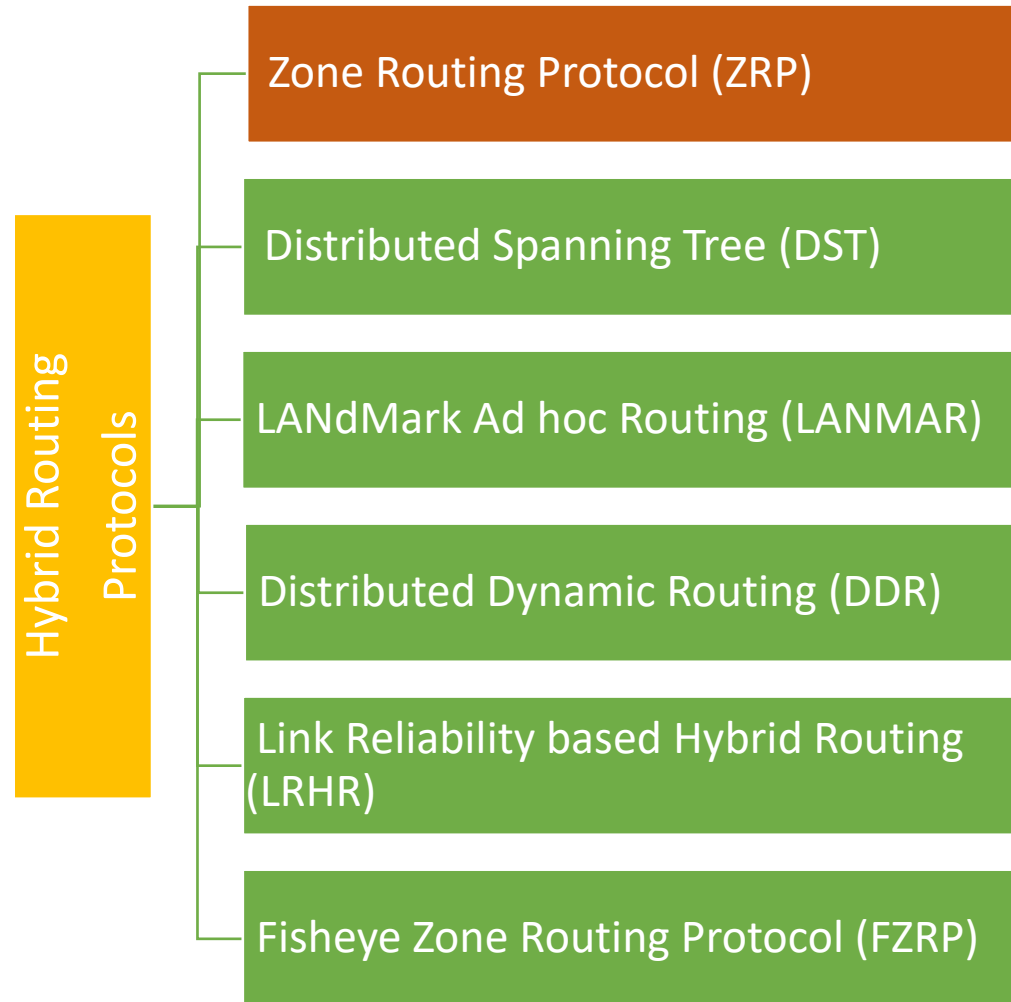 Hybrid Routing
Protocols
Zone Routing Protocol (ZRP)
Distributed Spanning Tree (DST)
LANdMark Ad hoc Routing (LANMAR)
Distributed Dynamic Routing (DDR)
Link Reliability based Hybrid Routing
(LRHR)
Fisheye Zone Routing Protocol (FZRP)